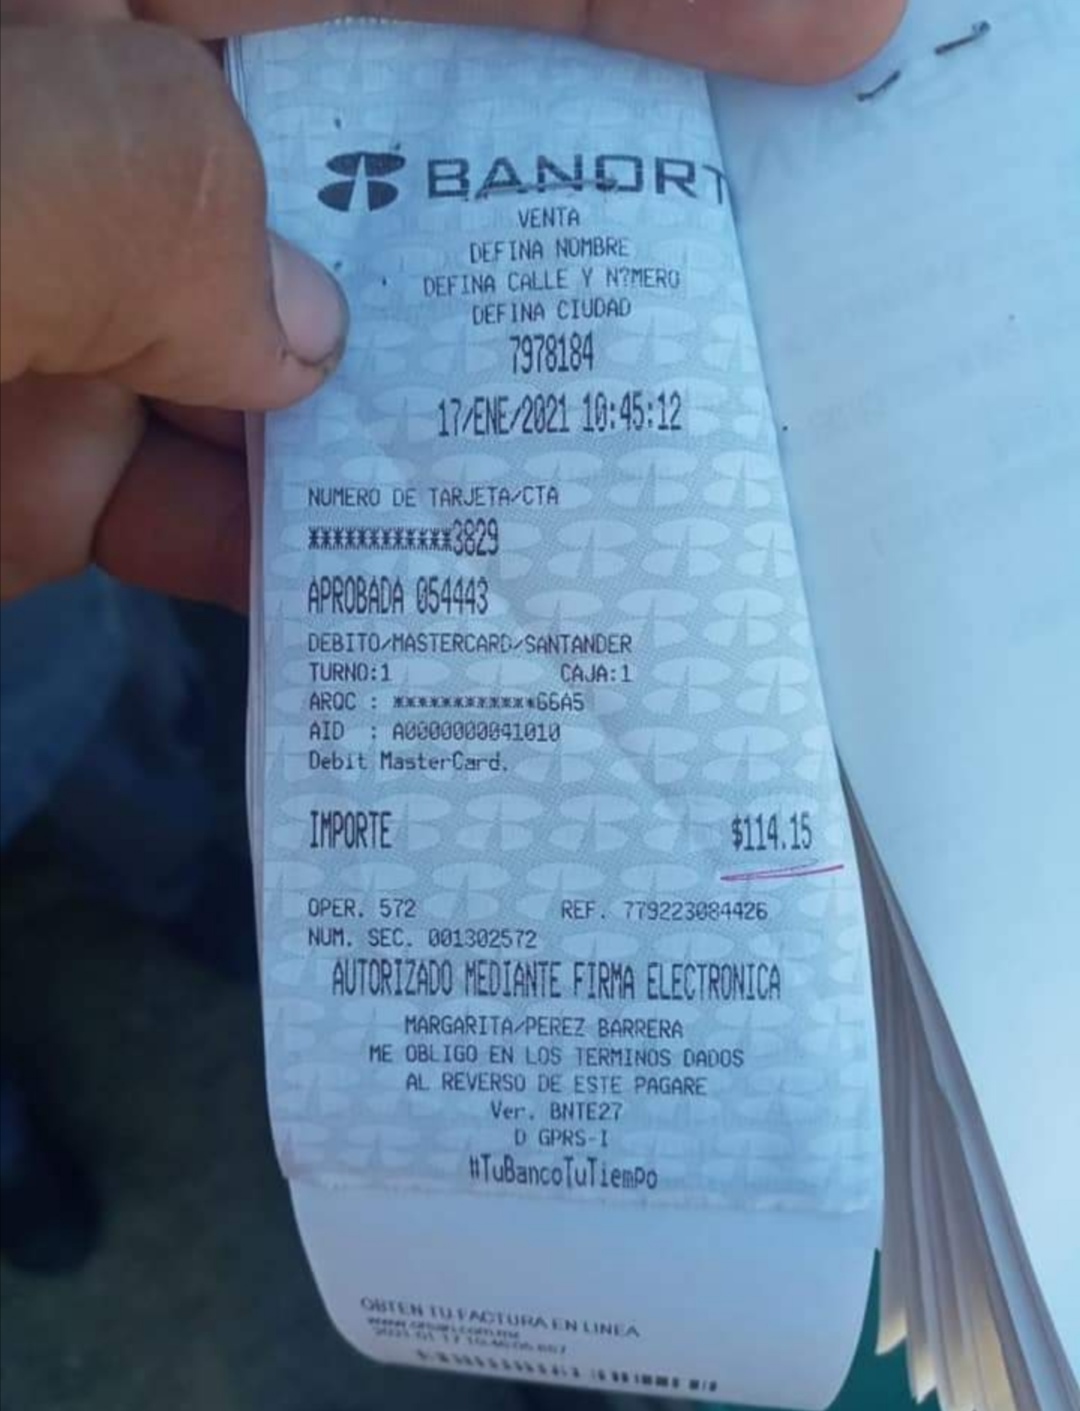 BANORT
VENTA
DEFINA NOMBRE
DEFINA CALLE Y N?MERO
DEFINA CIUDAD
7978184
17/ENE/2021 10:45:12
NUMERO DE TARJETA/CTA
************3829
APROBADA 054443
DEBITO/MASTERCARD/SANTANDER
TURNO:1 CAJA:1
ARQC : ************66A5
AID : A0000000041010
Debit MasterCard.
IMPORTE $114.15
OPER. 572 REF. 779223084426
NUM. SEC. 001302572
AUTORIZADO MEDIANTE FIRMA ELECTRONICA
MARGARITA/PEREZ BARRERA
ME OBLIGO EN LOS TERMINOS DADOS
AL REVERSO DE ESTE PAGARE
Ver. BNTE27
D GPRS-I
#TuBancoTuTiempo
OBTEN TU FACTURA EN LINEA